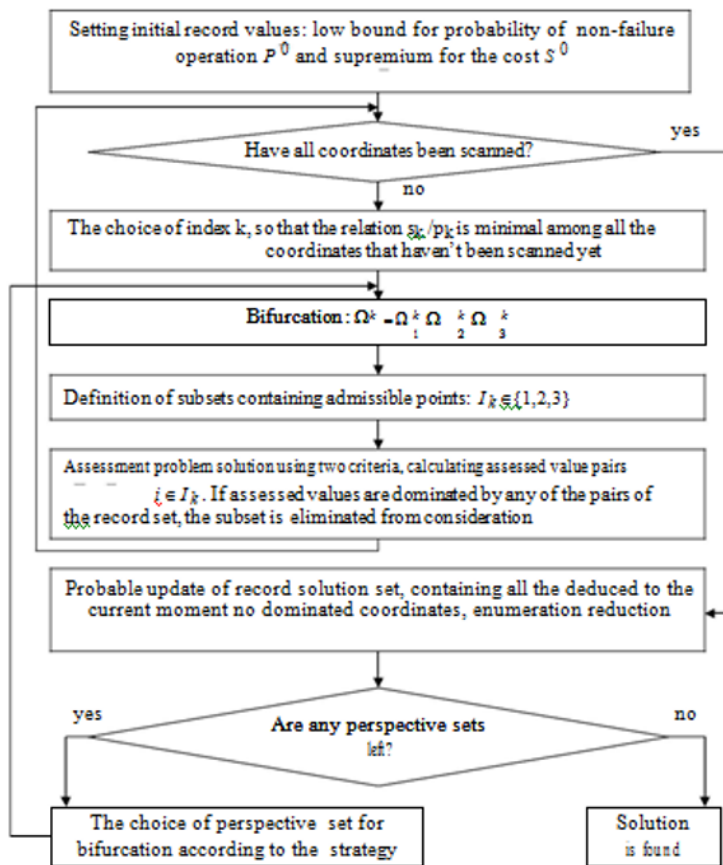 Setting initial record values: low bound for probability of non-failure
operation P⁰ and supremium for the cost S⁰
Have all coordinates been scanned?
yes
no
The choice of index k, so that the relation sk/pk is minimal among all the
coordinates that haven't been scanned yet
Bifurcation: Ωᵏ = Ω₁ᵏ Ω₂ᵏ Ω₃ᵏ
Definition of subsets containing admissible points: Iₖ∈{1,2,3}
Assessment problem solution using two criteria, calculating assessed value pairs
i ∈ Iₖ. If assessed values are dominated by any of the pairs of
the record set, the subset is eliminated from consideration
Probable update of record solution set, containing all the deduced to the
current moment no dominated coordinates, enumeration reduction
yes
Are any perspective sets
left?
no
The choice of perspective set for
bifurcation according to the strategy
Solution
is found